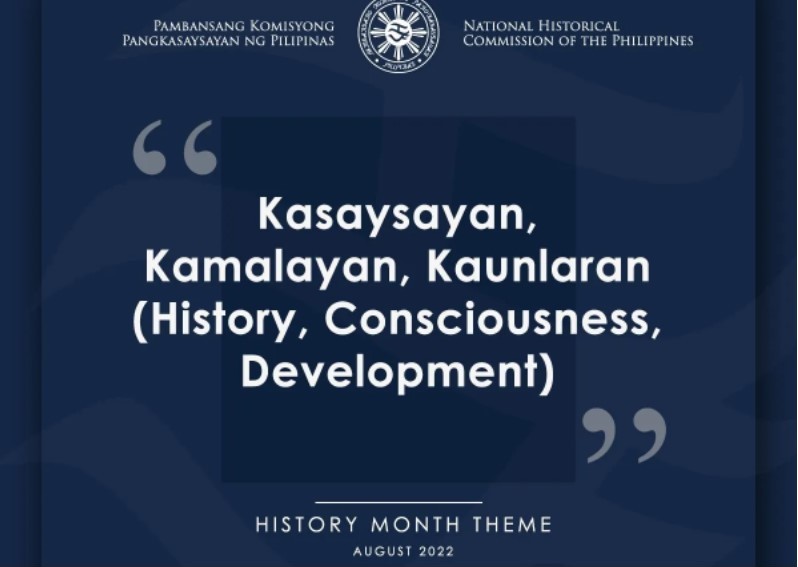 PAMBANSANG KOMISYONG
PANGKASAYSAYAN NG PILIPINAS
NATIONAL HISTORICAL
COMMISSION OF THE PHILIPPINES
“
Kasaysayan,
Kamalayan, Kaunlaran
(History, Consciousness,
Development)
”
HISTORY MONTH THEME
AUGUST 2022